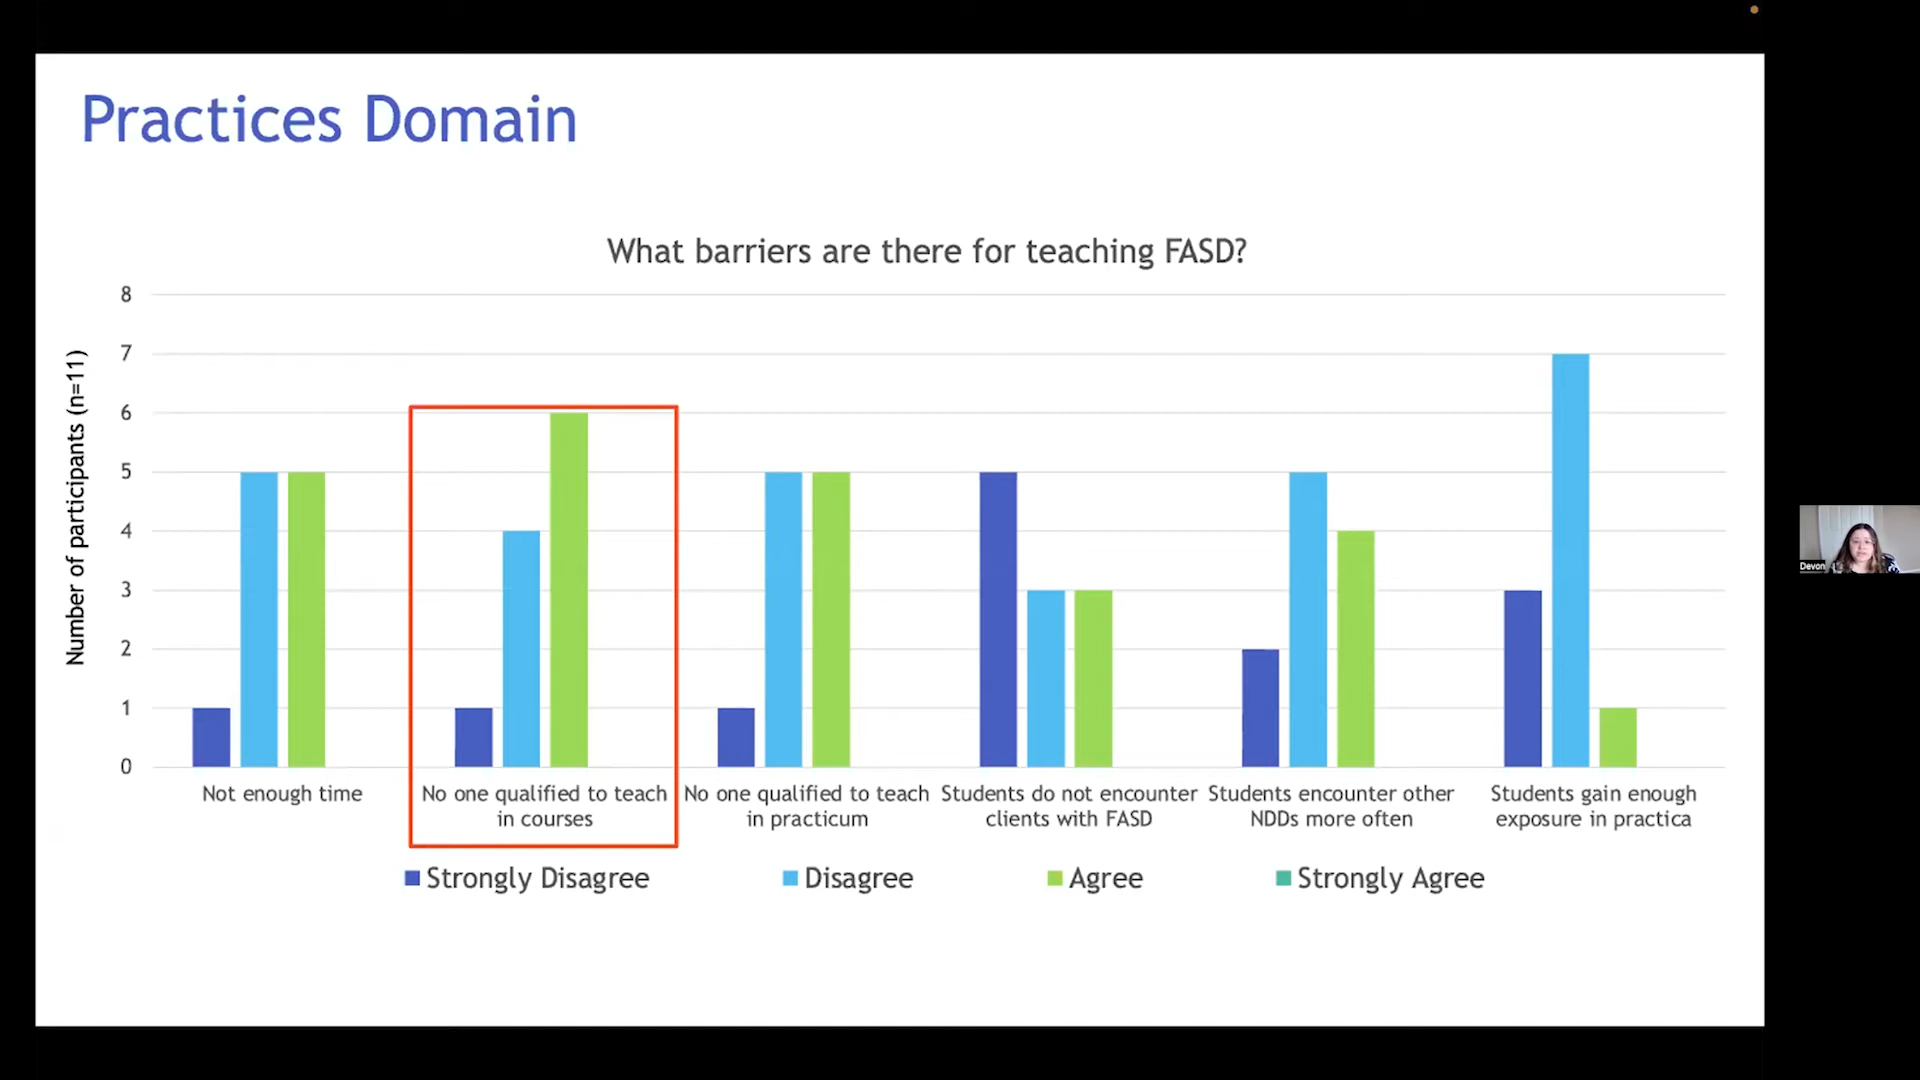 Practices Domain
What barriers are there for teaching FASD?
Number of participants (n=11)
8
7
6
5
4
3
2
1
0
Not enough time
No one qualified to teach
in courses
No one qualified to teach
in practicum
Students do not encounter
clients with FASD
Students encounter other
NDDs more often
Students gain enough
exposure in practica
Strongly Disagree
Disagree
Agree
Strongly Agree
Devon